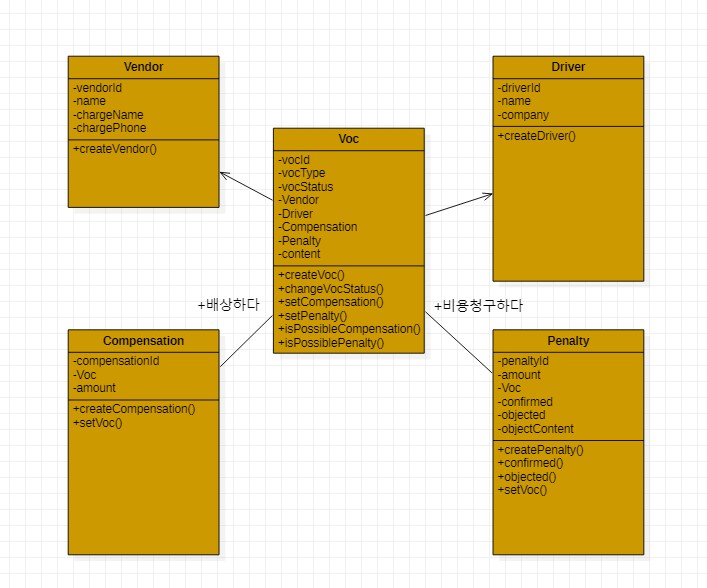 Vendor
-vendorId
-name
-chargeName
-chargePhone
+createVendor()
Driver
-driverId
-name
-company
+createDriver()
Voc
-vocId
-vocType
-vocStatus
-Vendor
-Driver
-Compensation
-Penalty
-content
+createVoc()
+changeVocStatus()
+setCompensation()
+setPenalty()
+isPossibleCompensation()
+isPossiblePenalty()
+배상하다
+비용청구하다
Compensation
-compensationId
-Voc
-amount
+createCompensation()
+setVoc()
Penalty
-penaltyId
-amount
-Voc
-confirmed
-objected
-objectContent
+createPenalty()
+confirmed()
+objected()
+setVoc()